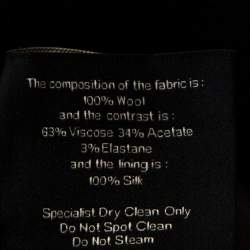 The composition of the fabric is :
100% Wool
and the contrast is :
63% Viscose 34% Acetate
3% Elastane
and the lining is :
100% Silk
Specialist Dry Clean Only
Do Not Spot Clean
Do Not Steam